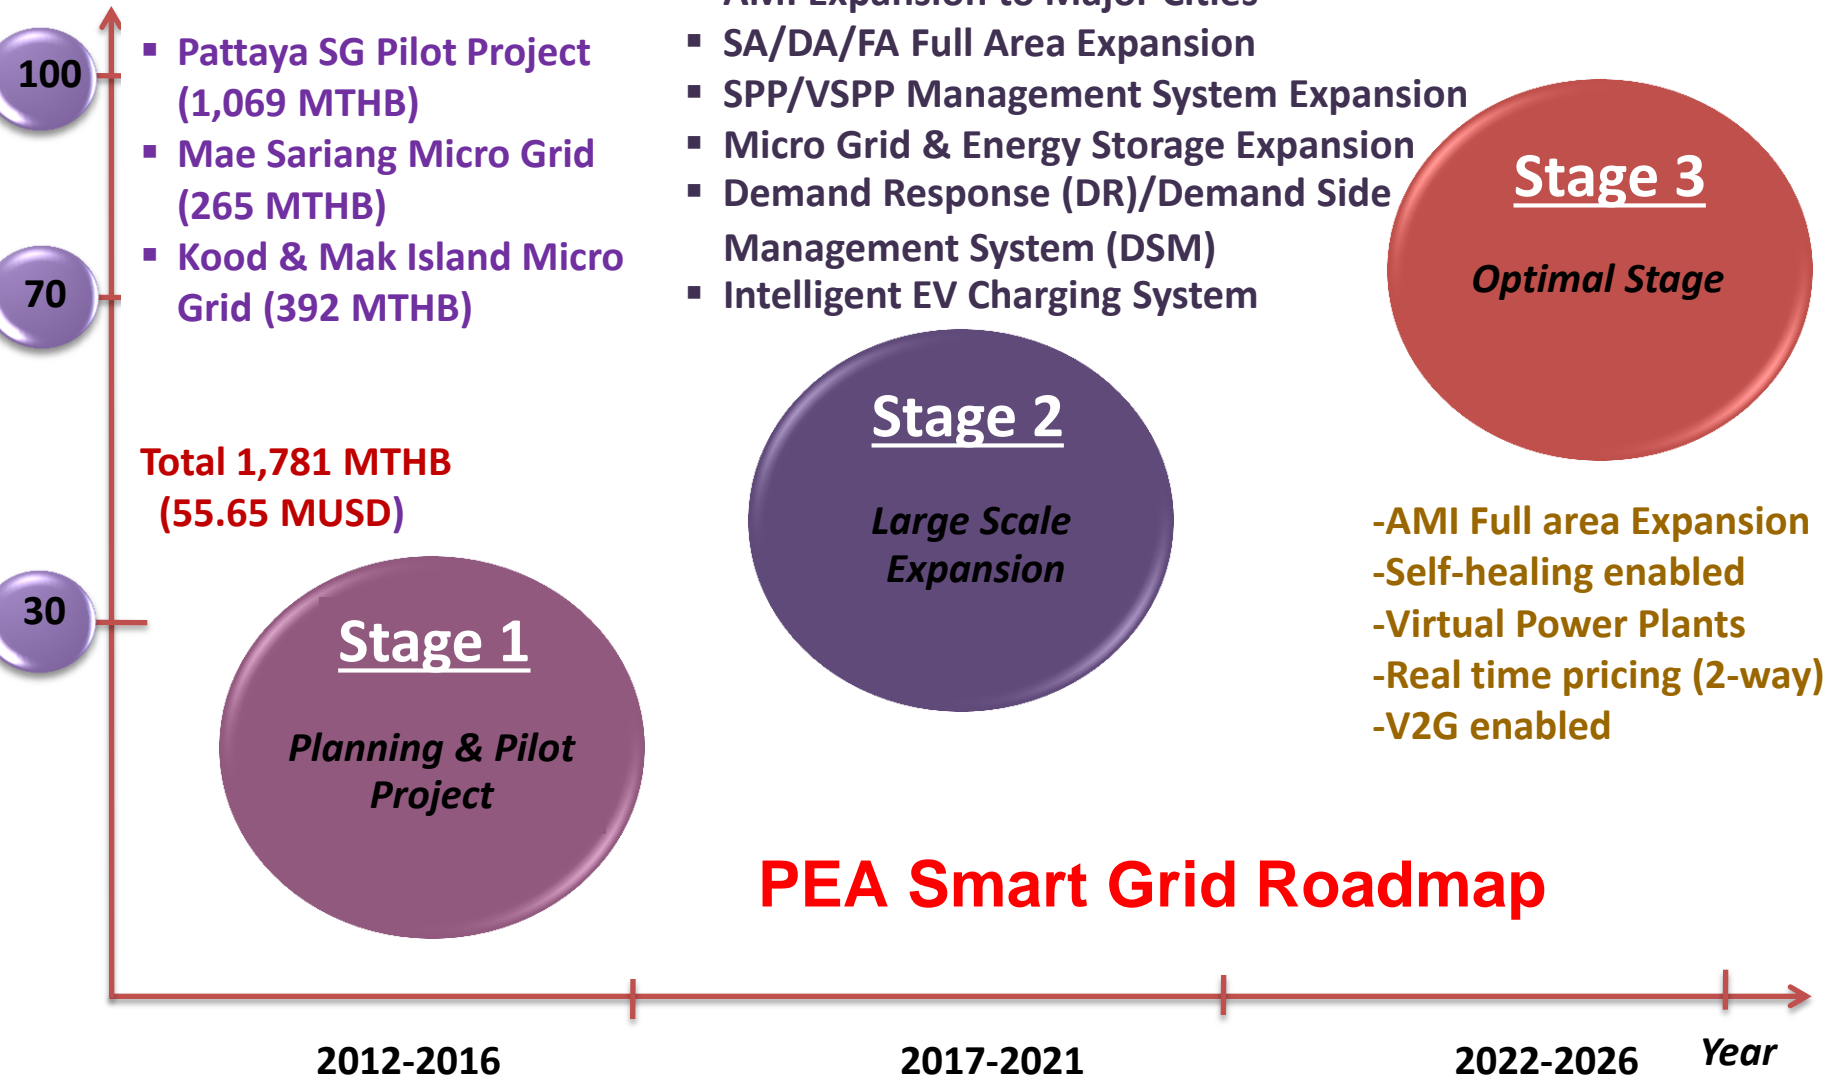 AMI Expansion to Major Cities
100
▪ Pattaya SG Pilot Project
(1,069 MTHB)
▪ Mae Sariang Micro Grid
(265 MTHB)
▪ Kood & Mak Island Micro
Grid (392 MTHB)
▪ SA/DA/FA Full Area Expansion
▪ SPP/VSPP Management System Expansion
▪ Micro Grid & Energy Storage Expansion
▪ Demand Response (DR)/Demand Side
Management System (DSM)
▪ Intelligent EV Charging System
Stage 3
Optimal Stage
70
Total 1,781 MTHB
(55.65 MUSD)
Stage 2
Large Scale
Expansion
-AMI Full area Expansion
-Self-healing enabled
-Virtual Power Plants
-Real time pricing (2-way)
-V2G enabled
30
Stage 1
Planning & Pilot
Project
PEA Smart Grid Roadmap
2012-2016
2017-2021
2022-2026
Year